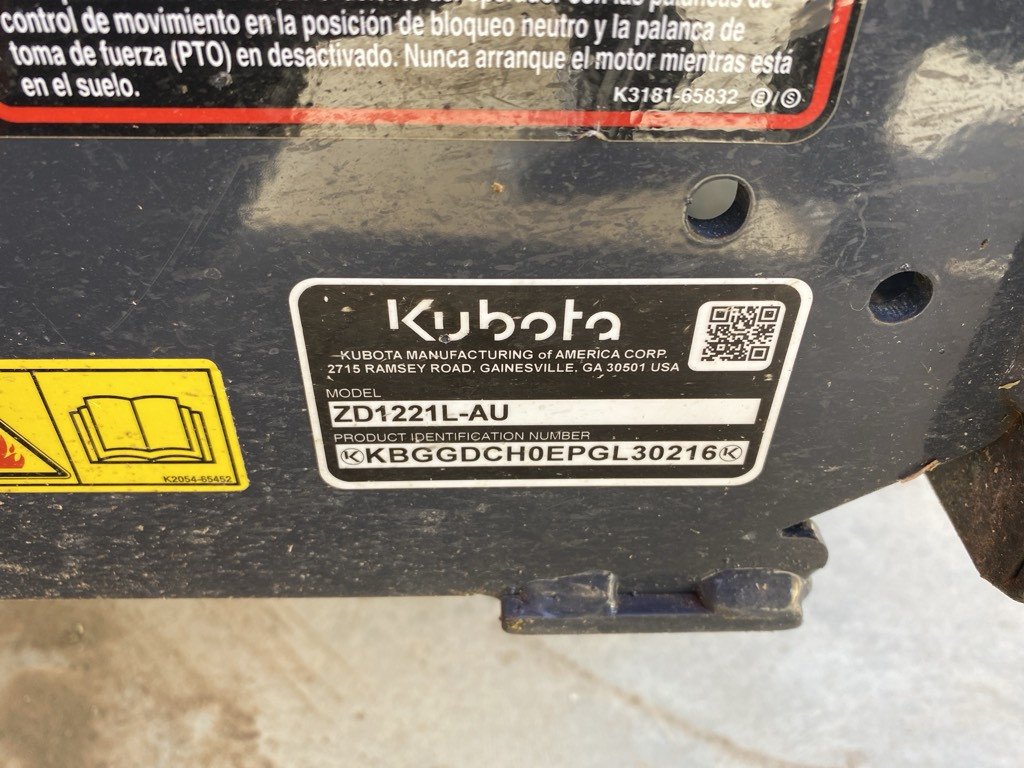 control de movimiento en la posición de bloqueo neutro y la palanca de
toma de fuerza (PTO) en desactivado. Nunca arranque el motor mientras está
en el suelo.
K3181-65832 Ⓔ/Ⓢ
Kubota
KUBOTA MANUFACTURING of AMERICA CORP.
2715 RAMSEY ROAD, GAINESVILLE, GA 30501 USA
MODEL
ZD1221L-AU
PRODUCT IDENTIFICATION NUMBER
KBGGDCH0EPGL30216
K2054-65452